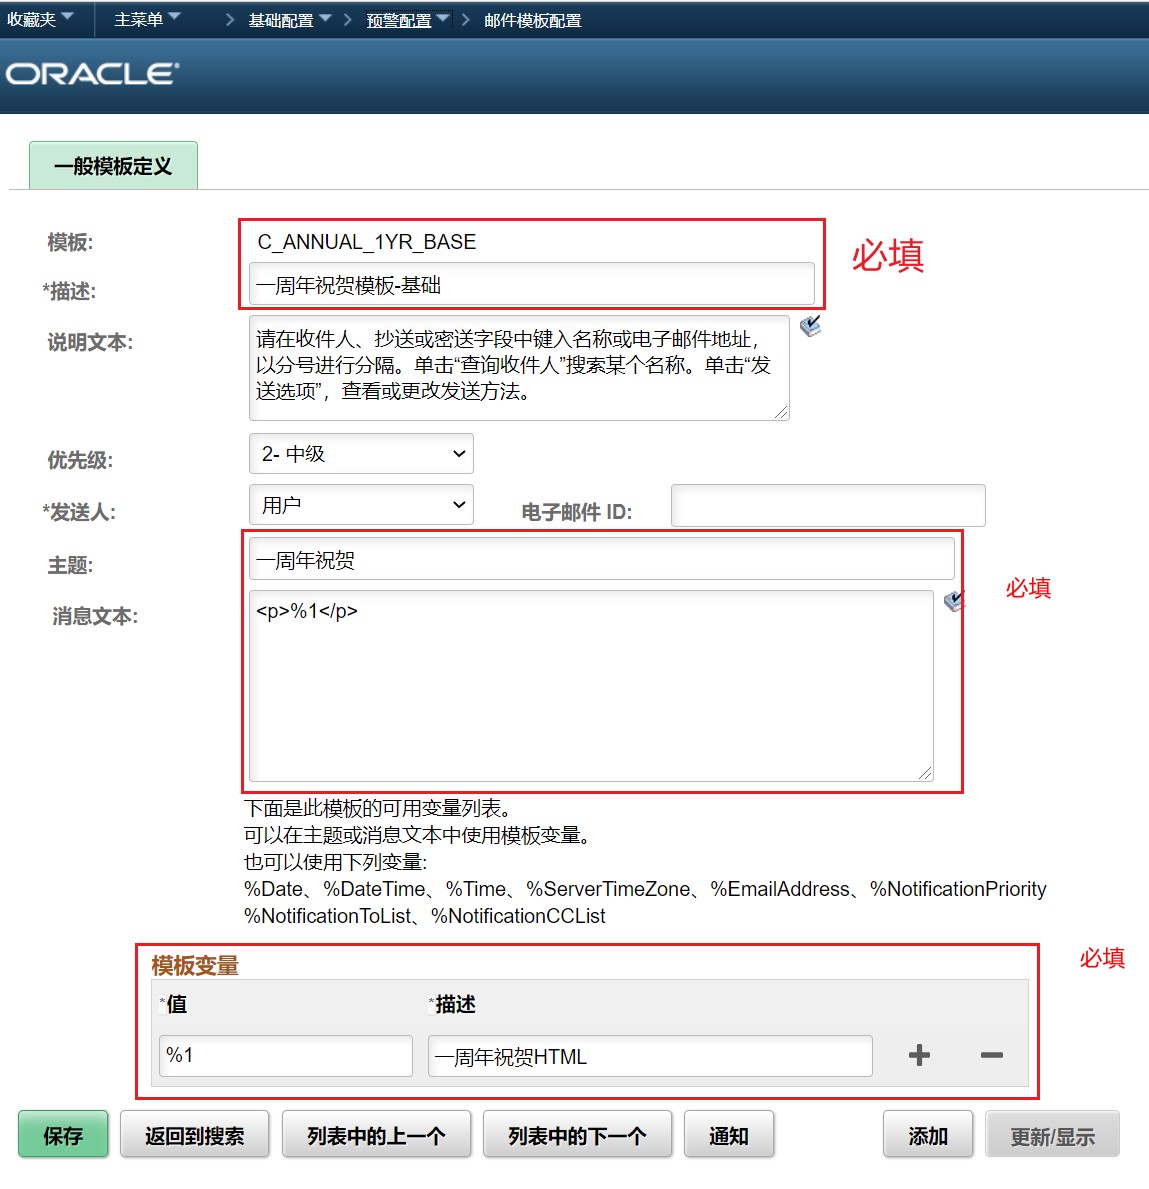 收藏夹 主菜单 > 基础配置 > 预警配置 > 邮件模板配置
ORACLE
一般模板定义
模板: C_ANNUAL_1YR_BASE
必填
*描述: 一周年祝贺模板-基础
说明文本: 请在收件人、抄送或密送字段中键入名称或电子邮件地址，
以分号进行分隔。单击“查询收件人”搜索某个名称。单击“发
送选项”，查看或更改发送方法。
优先级: 2- 中级
*发送人: 用户 电子邮件 ID:
主题: 一周年祝贺
必填
消息文本: <p>%1</p>
下面是此模板的可用变量列表。
可以在主题或消息文本中使用模板变量。
也可以使用下列变量:
%Date、%DateTime、%Time、%ServerTimeZone、%EmailAddress、%NotificationPriority
%NotificationToList、%NotificationCCList
必填
模板变量
*值 *描述
%1 一周年祝贺HTML
保存 返回到搜索 列表中的上一个 列表中的下一个 通知 添加 更新/显示